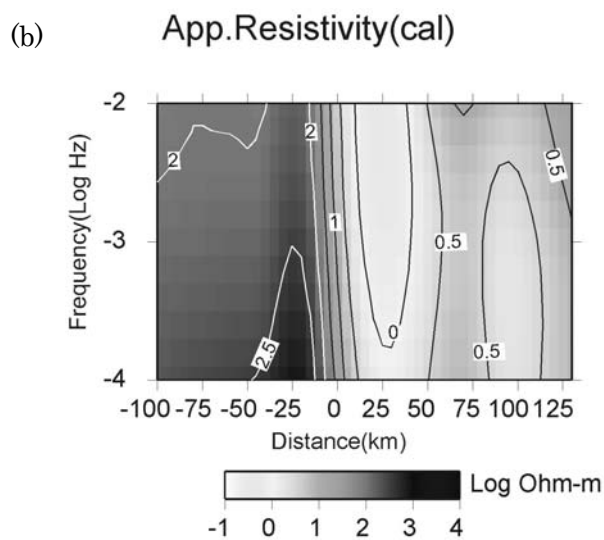 (b)
App.Resistivity(cal)
-2
-3
-4
Frequency(Log Hz)
2
2
1
0.5
0.5
0
0.5
2.5
-100 -75 -50 -25 0 25 50 75 100 125
Distance(km)
Log Ohm-m
-1 0 1 2 3 4